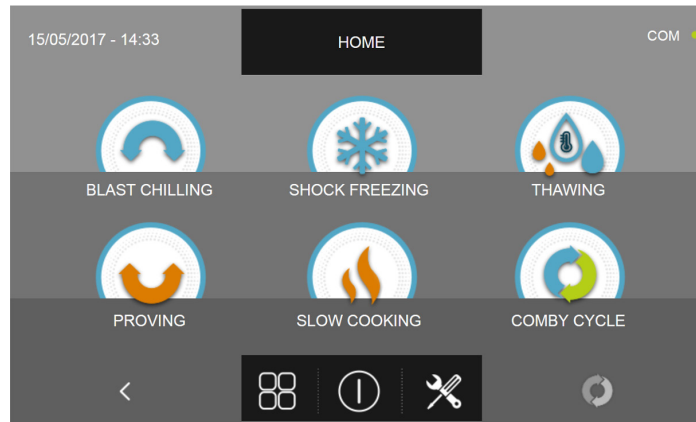 15/05/2017 - 14:33
HOME
COM
BLAST CHILLING
SHOCK FREEZING
THAWING
PROVING
SLOW COOKING
COMBY CYCLE